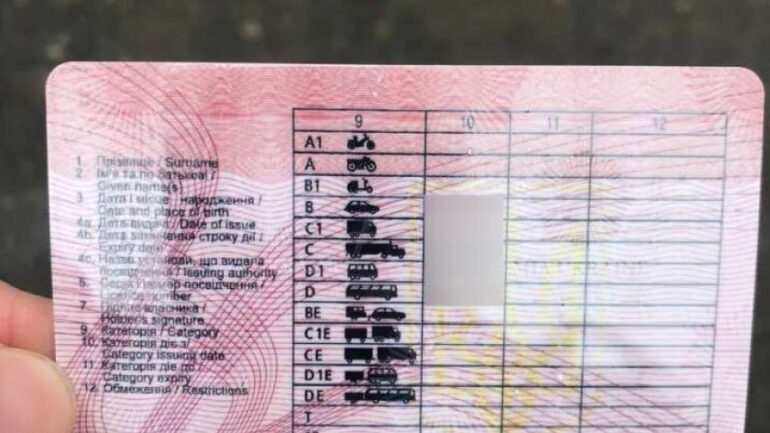 9 10 11 12
1. Прізвище / Surname
2. Ім'я та по батькові /
Given name(s)
3. Дата і місце народження /
Date and place of birth
4a. Дата видачі / Date of issue
4b. Дата закінчення строку дії /
Expiry date
4c. Назва установи, що видала
посвідчення / Issuing authority
5. Серія і номер посвідчення /
Licence number
7. Підпис власника /
Holder's signature
9. Категорія / Category
10. Категорія діє з /
Category issuing date
11. Категорія діє до /
Category expiry
12. Обмеження / Restrictions
A1
A
B1
B
C1
C
D1
D
BE
C1E
CE
D1E
DE
T